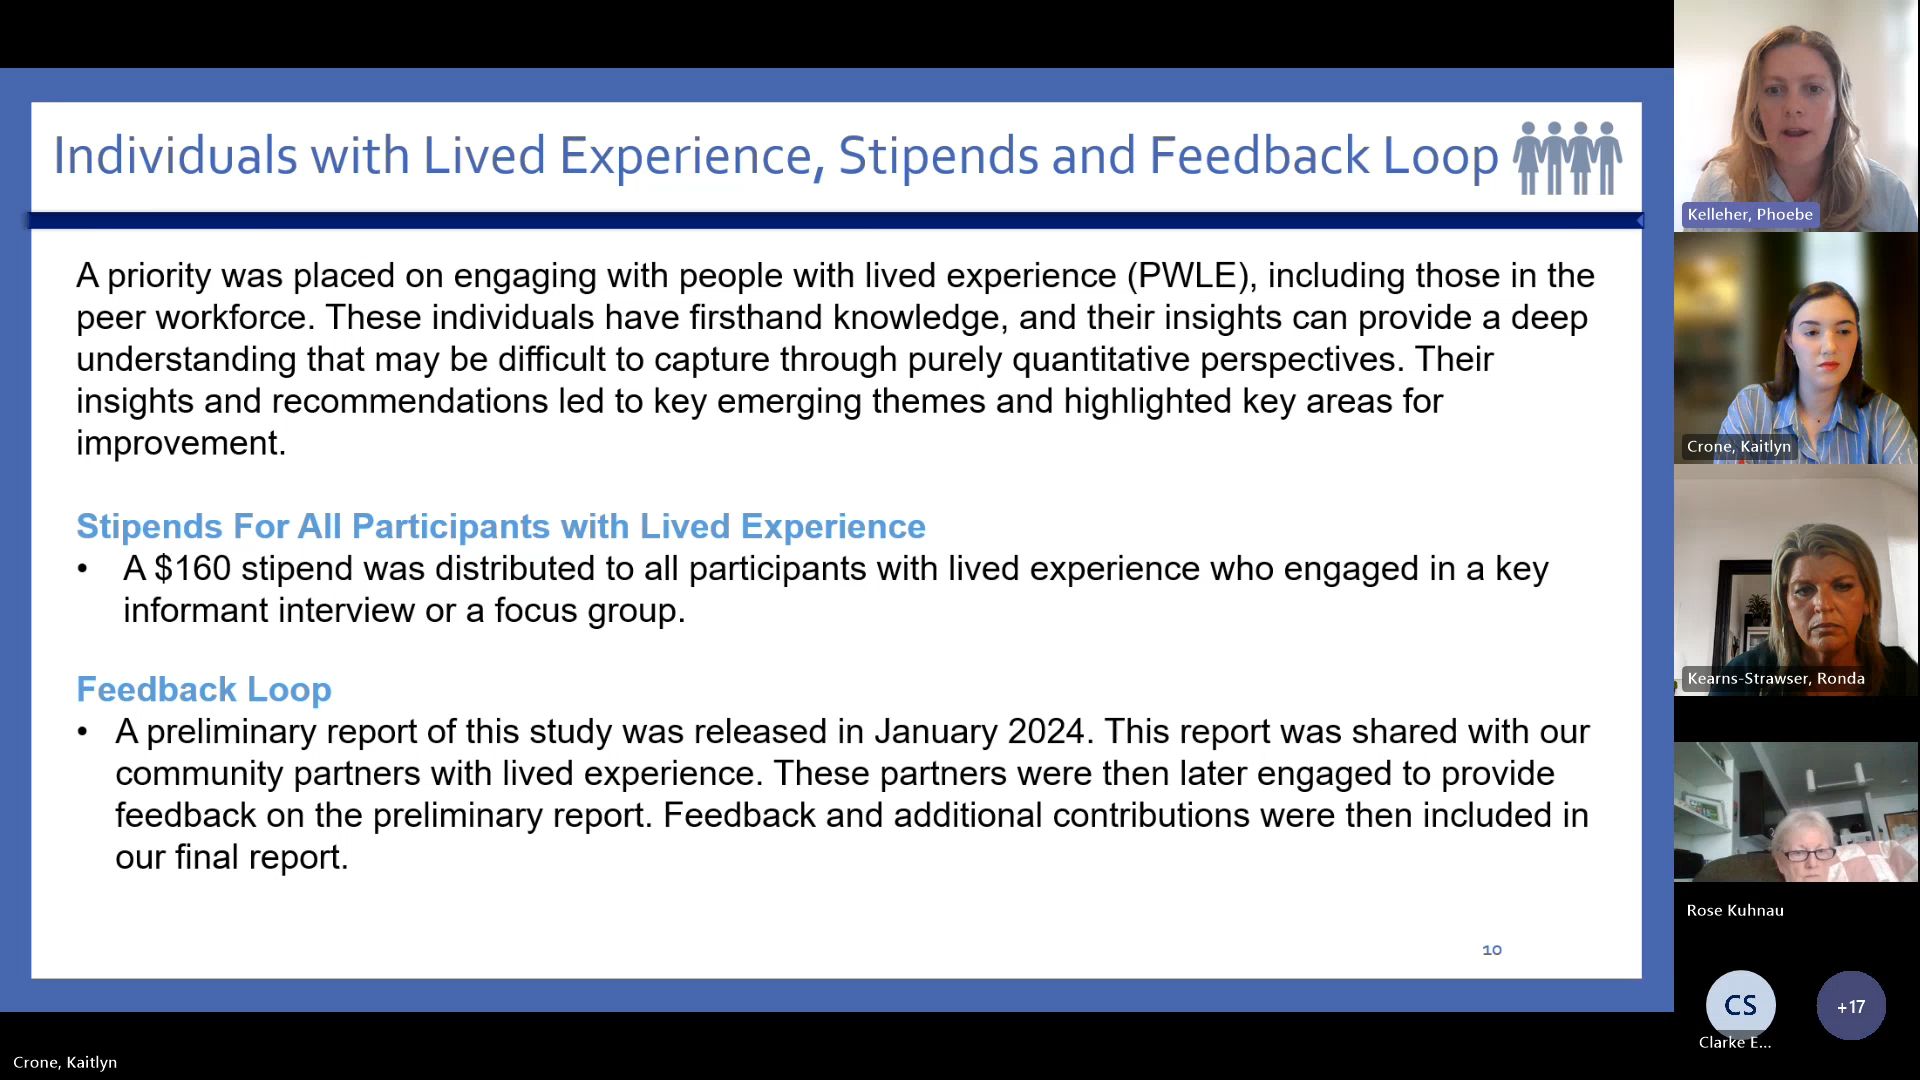 Individuals with Lived Experience, Stipends and Feedback Loop
A priority was placed on engaging with people with lived experience (PWLE), including those in the
peer workforce. These individuals have firsthand knowledge, and their insights can provide a deep
understanding that may be difficult to capture through purely quantitative perspectives. Their
insights and recommendations led to key emerging themes and highlighted key areas for
improvement.
Stipends For All Participants with Lived Experience
• A $160 stipend was distributed to all participants with lived experience who engaged in a key
informant interview or a focus group.
Feedback Loop
• A preliminary report of this study was released in January 2024. This report was shared with our
community partners with lived experience. These partners were then later engaged to provide
feedback on the preliminary report. Feedback and additional contributions were then included in
our final report.
10
Kelleher, Phoebe
Crone, Kaitlyn
Kearns-Strawser, Ronda
Rose Kuhnau
CS
+17
Clarke E...
Crone, Kaitlyn